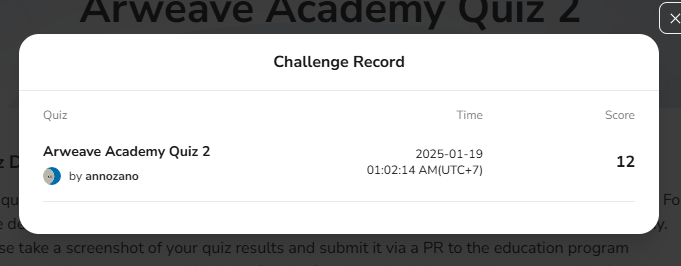 Arweave Academy Quiz 2
Challenge Record
Quiz Time Score
Arweave Academy Quiz 2
2025-01-19
01:02:14 AM(UTC+7)
12
by annozano
z D
qu Fo
e de y.
se take a screenshot of your quiz results and submit it via a PR to the education program